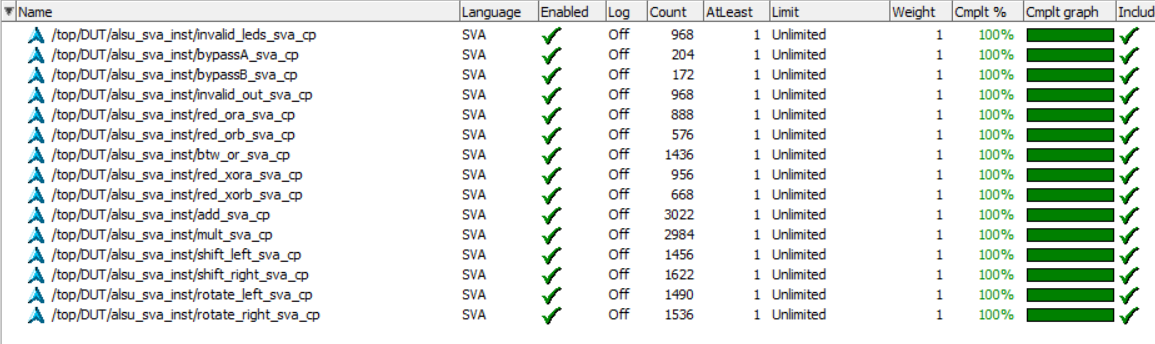 Name Language Enabled Log Count AtLeast Limit Weight Cmplt % Cmplt graph Includ
/top/DUT/alsu_sva_inst/invalid_leds_sva_cp SVA Off 968 1 Unlimited 1 100%
/top/DUT/alsu_sva_inst/bypassA_sva_cp SVA Off 204 1 Unlimited 1 100%
/top/DUT/alsu_sva_inst/bypassB_sva_cp SVA Off 172 1 Unlimited 1 100%
/top/DUT/alsu_sva_inst/invalid_out_sva_cp SVA Off 968 1 Unlimited 1 100%
/top/DUT/alsu_sva_inst/red_ora_sva_cp SVA Off 888 1 Unlimited 1 100%
/top/DUT/alsu_sva_inst/red_orb_sva_cp SVA Off 576 1 Unlimited 1 100%
/top/DUT/alsu_sva_inst/btw_or_sva_cp SVA Off 1436 1 Unlimited 1 100%
/top/DUT/alsu_sva_inst/red_xora_sva_cp SVA Off 956 1 Unlimited 1 100%
/top/DUT/alsu_sva_inst/red_xorb_sva_cp SVA Off 668 1 Unlimited 1 100%
/top/DUT/alsu_sva_inst/add_sva_cp SVA Off 3022 1 Unlimited 1 100%
/top/DUT/alsu_sva_inst/mult_sva_cp SVA Off 2984 1 Unlimited 1 100%
/top/DUT/alsu_sva_inst/shift_left_sva_cp SVA Off 1456 1 Unlimited 1 100%
/top/DUT/alsu_sva_inst/shift_right_sva_cp SVA Off 1622 1 Unlimited 1 100%
/top/DUT/alsu_sva_inst/rotate_left_sva_cp SVA Off 1490 1 Unlimited 1 100%
/top/DUT/alsu_sva_inst/rotate_right_sva_cp SVA Off 1536 1 Unlimited 1 100%